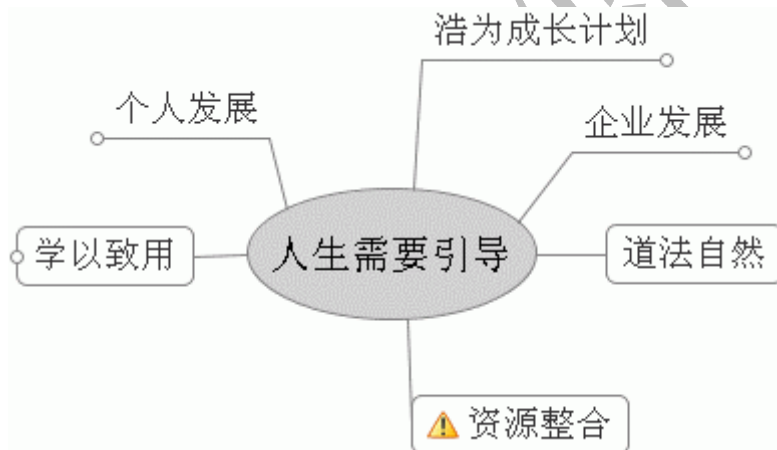 浩为成长计划
个人发展
企业发展
学以致用
人生需要引导
道法自然
资源整合